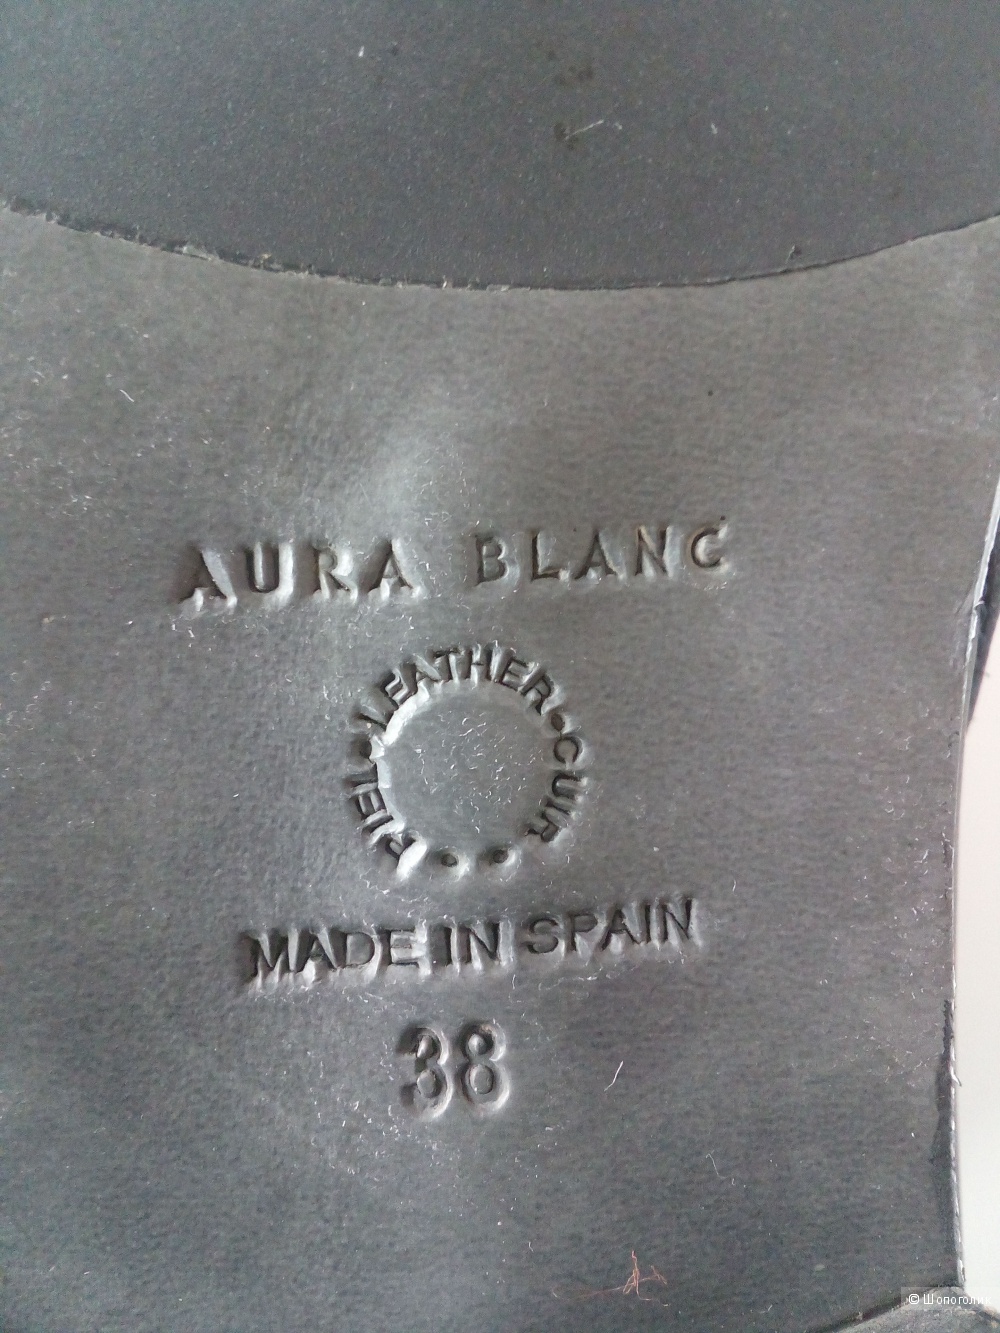 AURA BLANC
PIEL•LEATHER•CUIR
MADE IN SPAIN
38
© Шопоголик